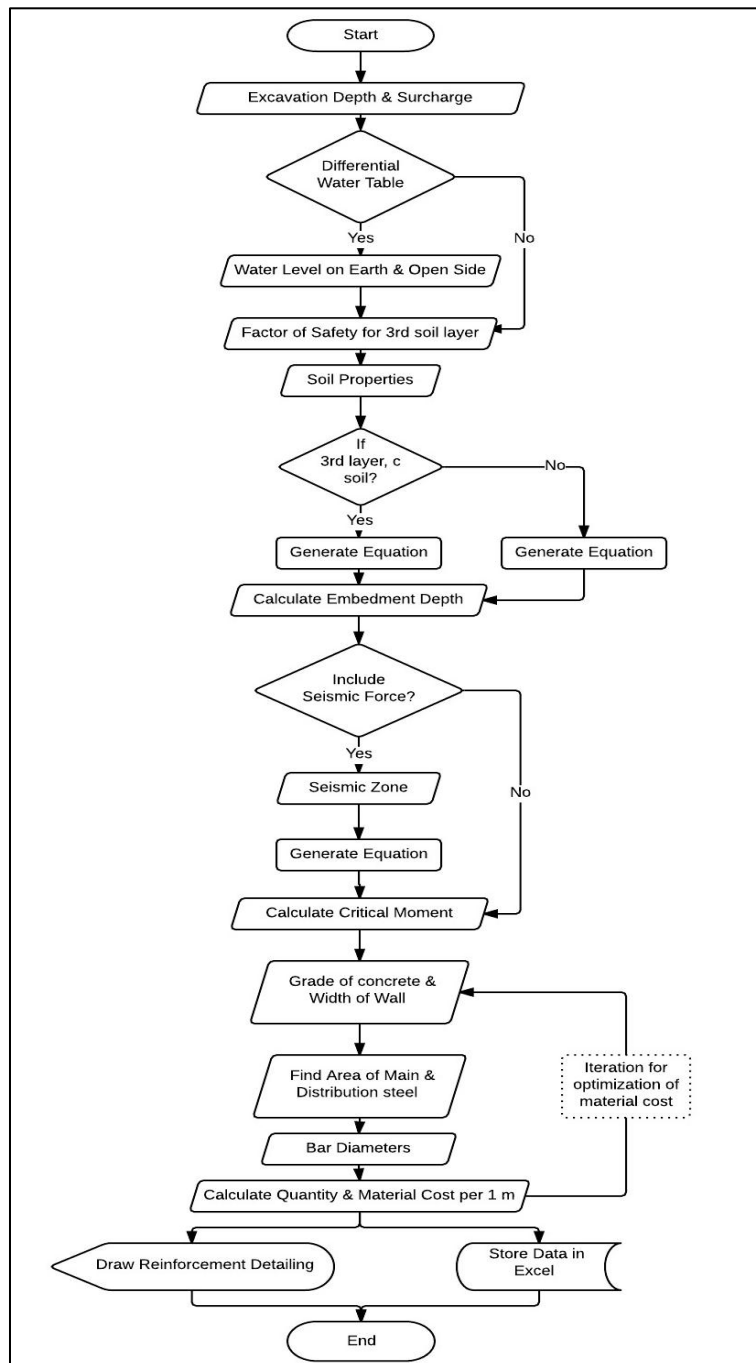 Start
Excavation Depth & Surcharge
Differential
Water Table
Yes
No
Water Level on Earth & Open Side
Factor of Safety for 3rd soil layer
Soil Properties
If
3rd layer, c
soil?
No
Yes
Generate Equation
Generate Equation
Calculate Embedment Depth
Include
Seismic Force?
Yes
No
Seismic Zone
Generate Equation
Calculate Critical Moment
Grade of concrete &
Width of Wall
Iteration for
optimization of
material cost
Find Area of Main &
Distribution steel
Bar Diameters
Calculate Quantity & Material Cost per 1 m
Draw Reinforcement Detailing
Store Data in
Excel
End